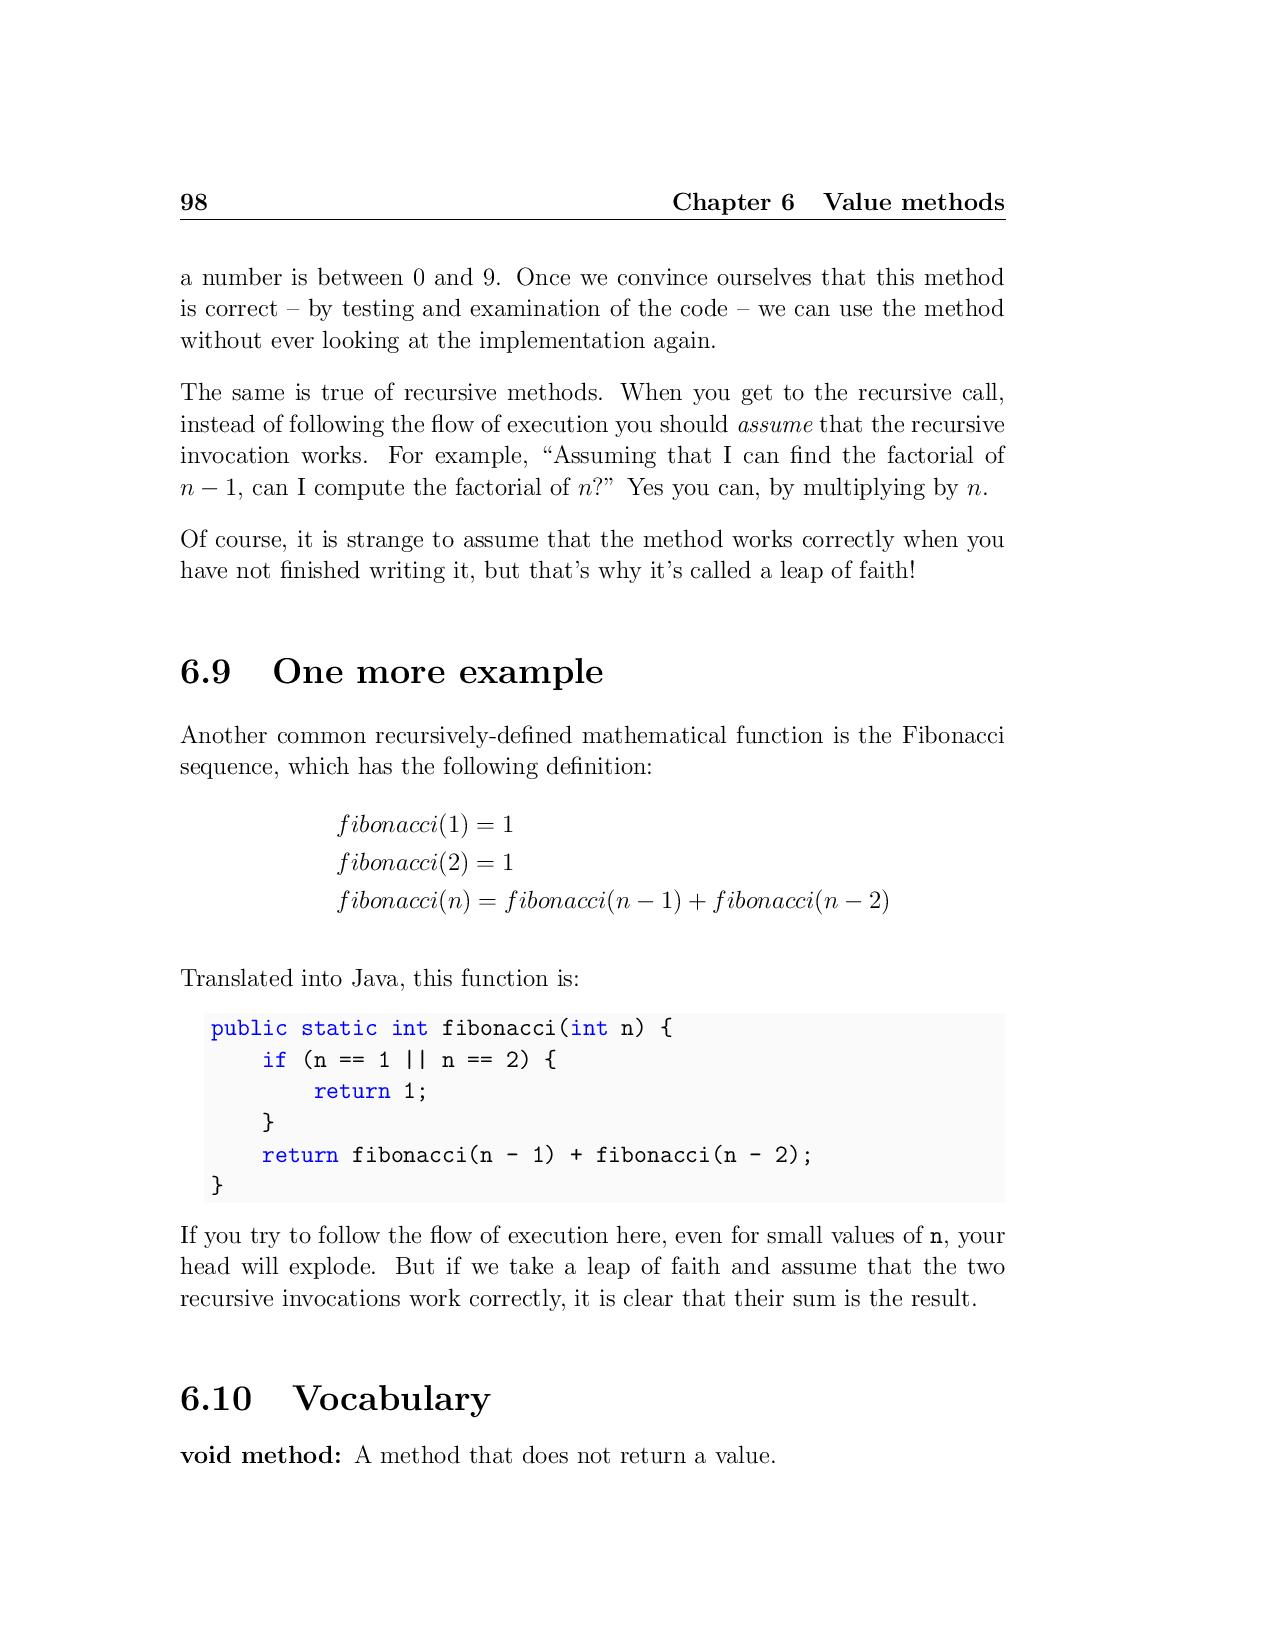 98 Chapter 6 Value methods
a number is between 0 and 9. Once we convince ourselves that this method
is correct – by testing and examination of the code – we can use the method
without ever looking at the implementation again.
The same is true of recursive methods. When you get to the recursive call,
instead of following the flow of execution you should assume that the recursive
invocation works. For example, “Assuming that I can find the factorial of
n − 1, can I compute the factorial of n?” Yes you can, by multiplying by n.
Of course, it is strange to assume that the method works correctly when you
have not finished writing it, but that’s why it’s called a leap of faith!
6.9 One more example
Another common recursively-defined mathematical function is the Fibonacci
sequence, which has the following definition:
fibonacci(1) = 1
fibonacci(2) = 1
fibonacci(n) = fibonacci(n − 1) + fibonacci(n − 2)
Translated into Java, this function is:
public static int fibonacci(int n) {
    if (n == 1 || n == 2) {
        return 1;
    }
    return fibonacci(n - 1) + fibonacci(n - 2);
}
If you try to follow the flow of execution here, even for small values of n, your
head will explode. But if we take a leap of faith and assume that the two
recursive invocations work correctly, it is clear that their sum is the result.
6.10 Vocabulary
void method: A method that does not return a value.